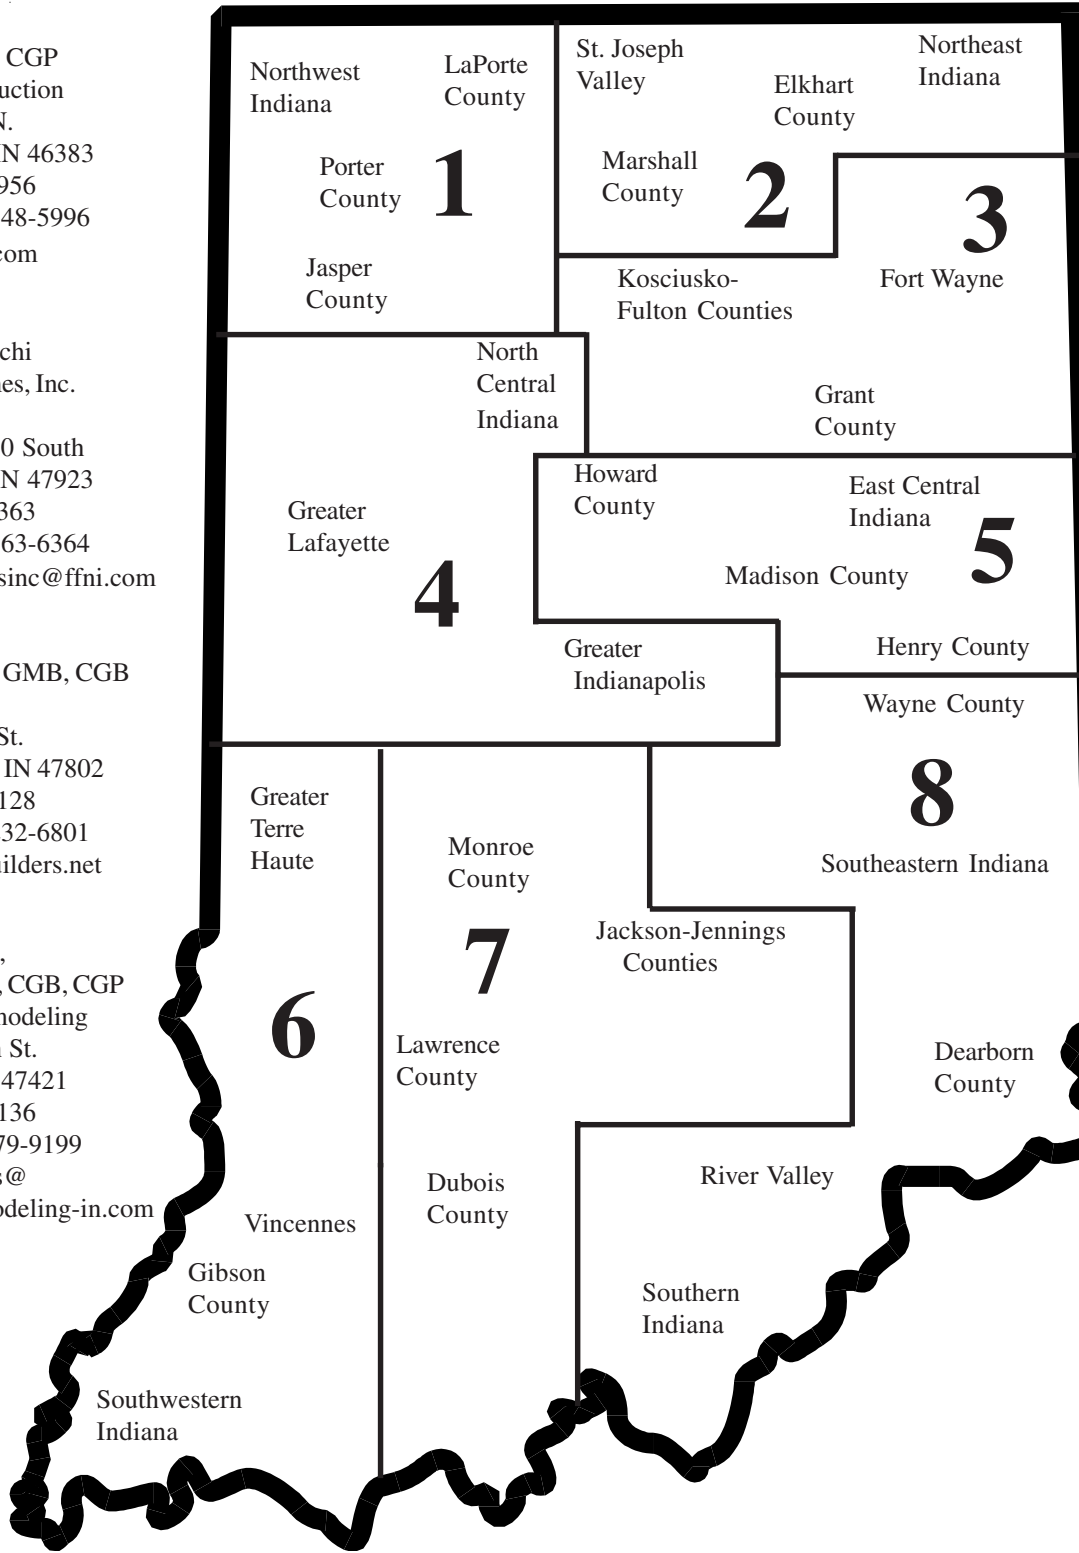 CGP
uction
N.
IN 46383
956
48-5996
com
chi
es, Inc.
0 South
N 47923
363
63-6364
sinc@ffni.com
GMB, CGB
St.
IN 47802
128
32-6801
uilders.net
,
, CGB, CGP
modeling
n St.
47421
136
79-9199
s@
odeling-in.com
Northwest
Indiana
LaPorte
County
Porter
County
1
Jasper
County
St. Joseph
Valley
Elkhart
County
Northeast
Indiana
Marshall
County
2
3
Fort Wayne
Kosciusko-
Fulton Counties
Grant
County
North
Central
Indiana
Greater
Lafayette
4
Greater
Indianapolis
Howard
County
East Central
Indiana
5
Madison County
Henry County
Wayne County
8
Southeastern Indiana
Greater
Terre
Haute
6
Monroe
County
7
Jackson-Jennings
Counties
Lawrence
County
Dearborn
County
Dubois
County
River Valley
Vincennes
Gibson
County
Southern
Indiana
Southwestern
Indiana